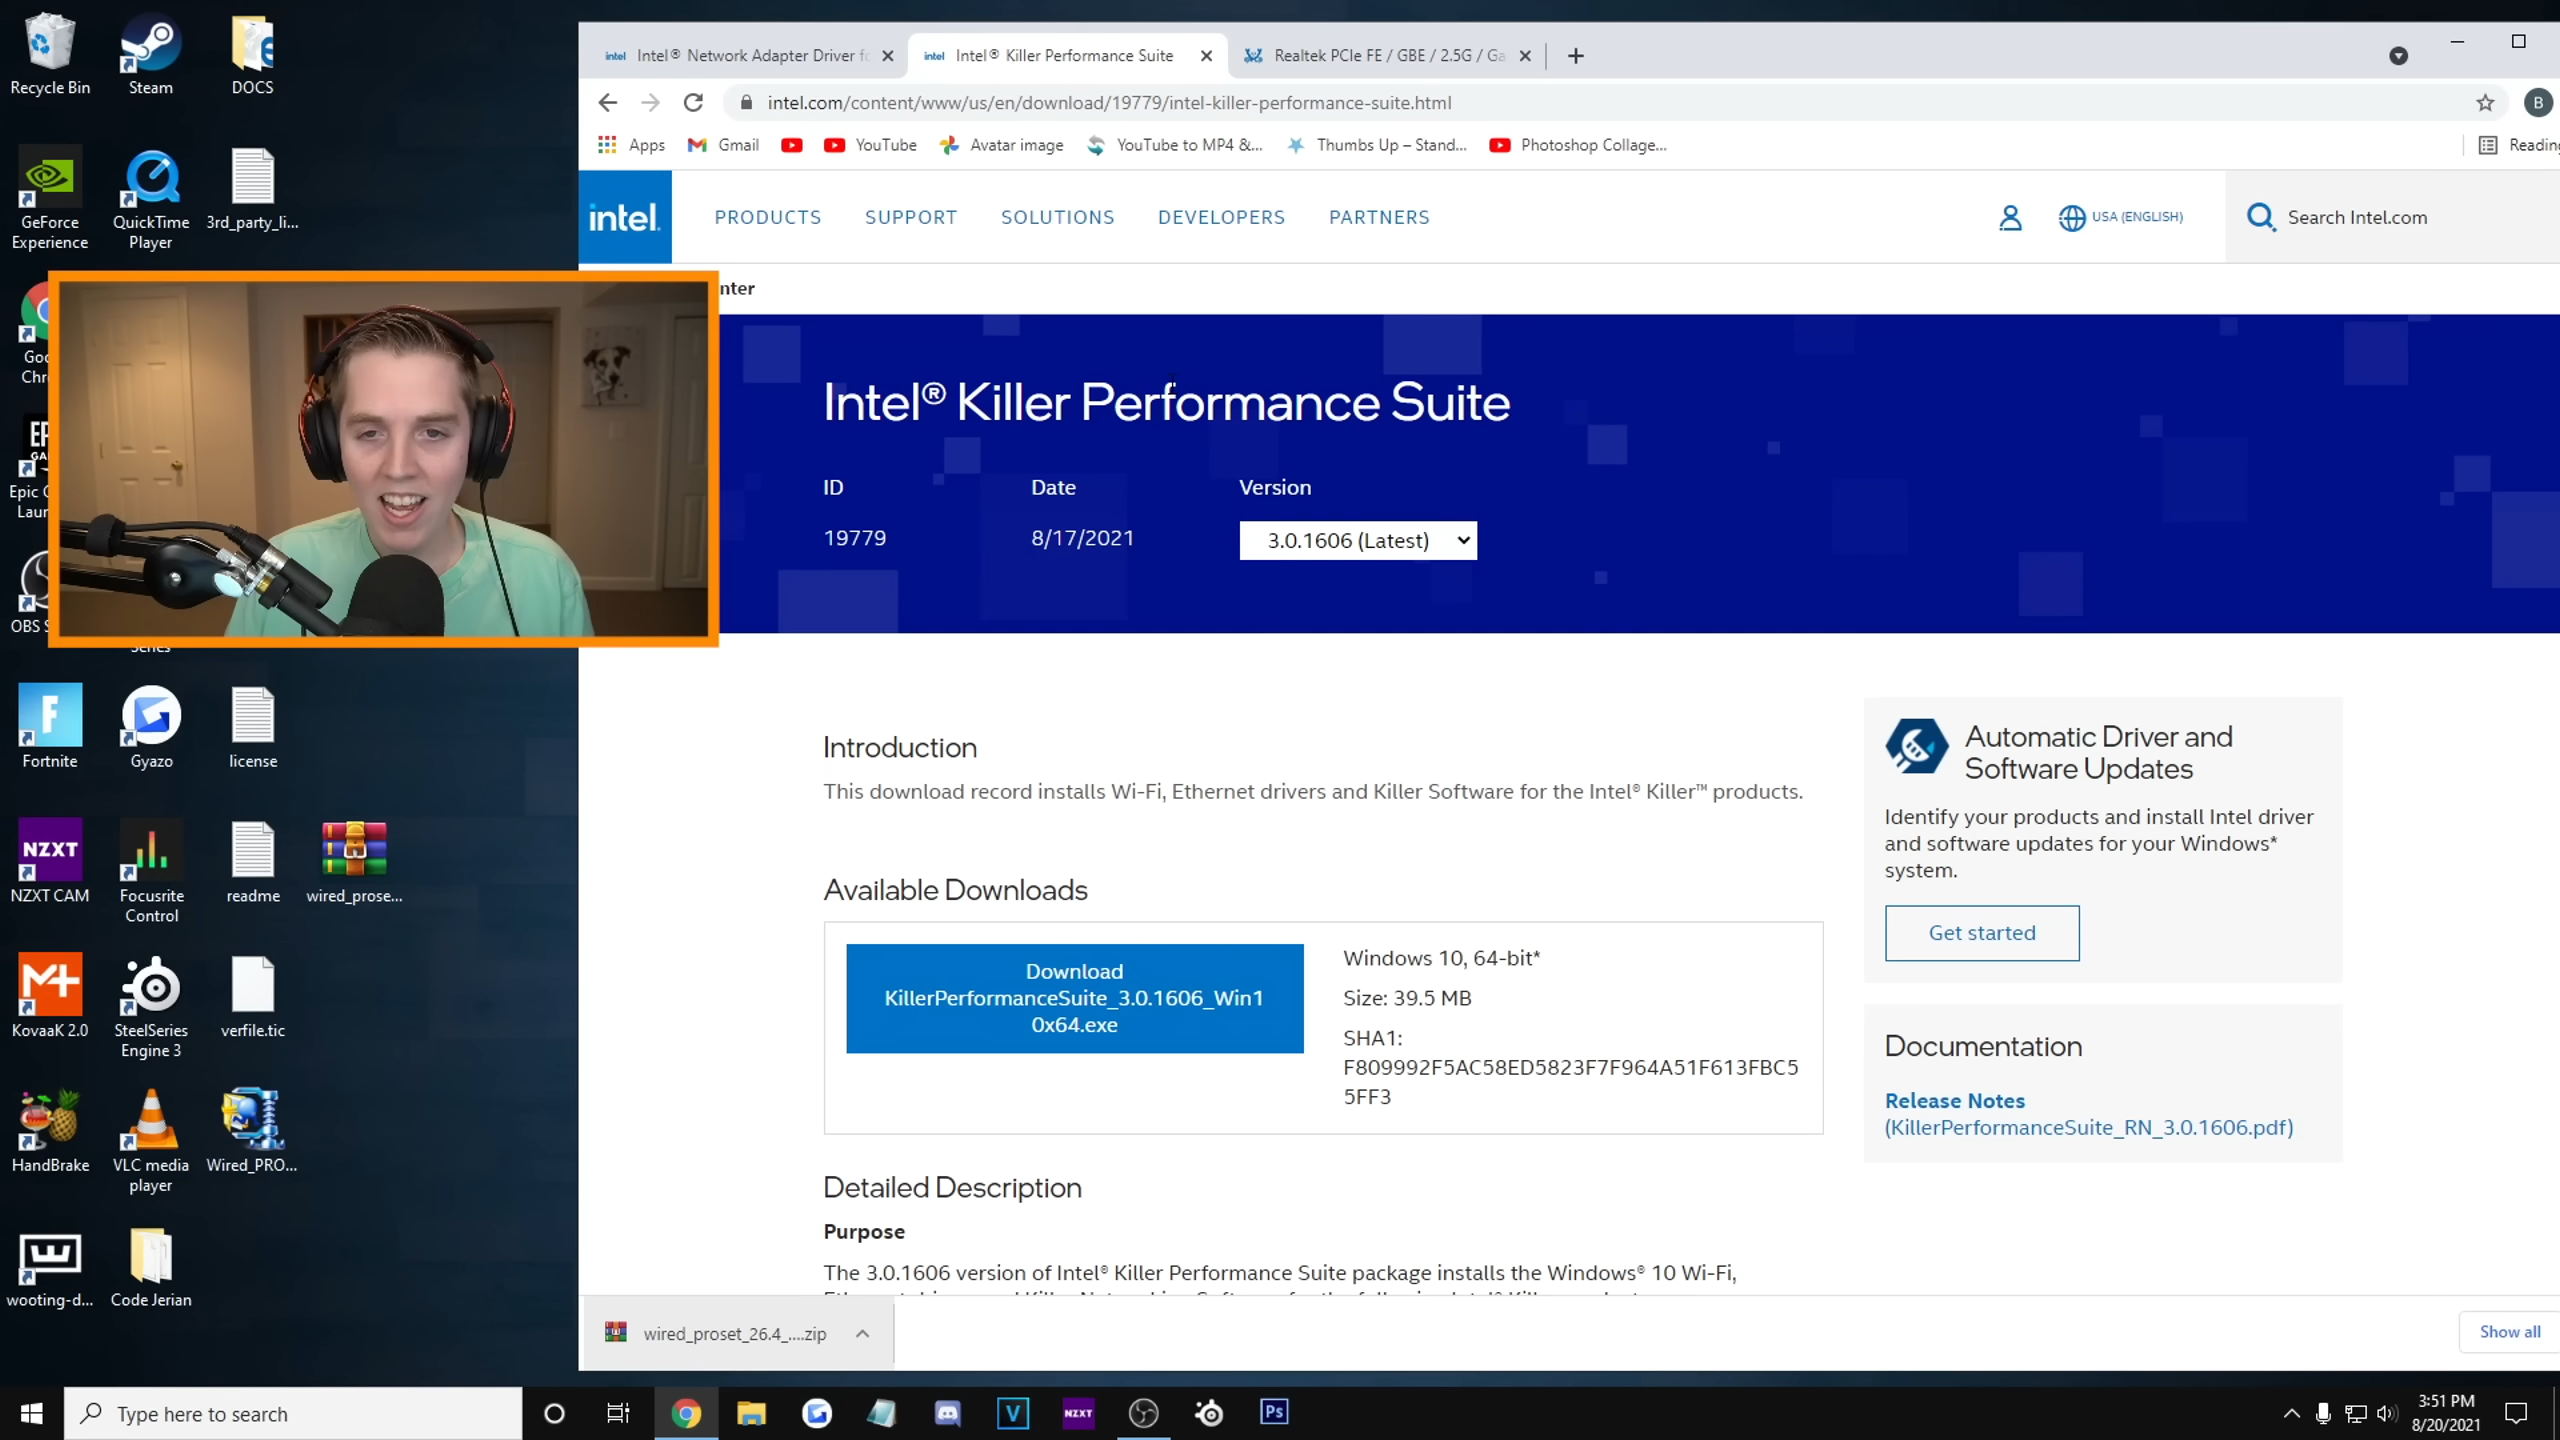 Recycle Bin
Steam
DOCS
GeForce
Experience
QuickTime
Player
3rd_party_li...
Fortnite
Gyazo
license
NZXT
NZXT CAM
Focusrite
Control
readme
wired_prose...
KovaaK 2.0
SteelSeries
Engine 3
verfile.tic
HandBrake
VLC media
player
Wired_PRO...
wooting-d...
Code Jerian
intel Intel® Network Adapter Driver fo
intel Intel® Killer Performance Suite
Realtek PCIe FE / GBE / 2.5G / Ga
intel.com/content/www/us/en/download/19779/intel-killer-performance-suite.html
B
Apps
Gmail
YouTube
Avatar image
YouTube to MP4 &...
Thumbs Up – Stand...
Photoshop Collage...
Reading
intel.
PRODUCTS
SUPPORT
SOLUTIONS
DEVELOPERS
PARTNERS
USA (ENGLISH)
Search Intel.com
nter
Intel® Killer Performance Suite
ID
Date
Version
19779
8/17/2021
3.0.1606 (Latest)
Introduction
This download record installs Wi-Fi, Ethernet drivers and Killer Software for the Intel® Killer™ products.
Available Downloads
Download
KillerPerformanceSuite_3.0.1606_Win1
0x64.exe
Windows 10, 64-bit*
Size: 39.5 MB
SHA1:
F809992F5AC58ED5823F7F964A51F613FBC5
5FF3
Detailed Description
Purpose
The 3.0.1606 version of Intel® Killer Performance Suite package installs the Windows® 10 Wi-Fi,
Automatic Driver and
Software Updates
Identify your products and install Intel driver
and software updates for your Windows*
system.
Get started
Documentation
Release Notes
(KillerPerformanceSuite_RN_3.0.1606.pdf)
wired_proset_26.4_....zip
Show all
Type here to search
V
NZXT
Ps
3:51 PM
8/20/2021